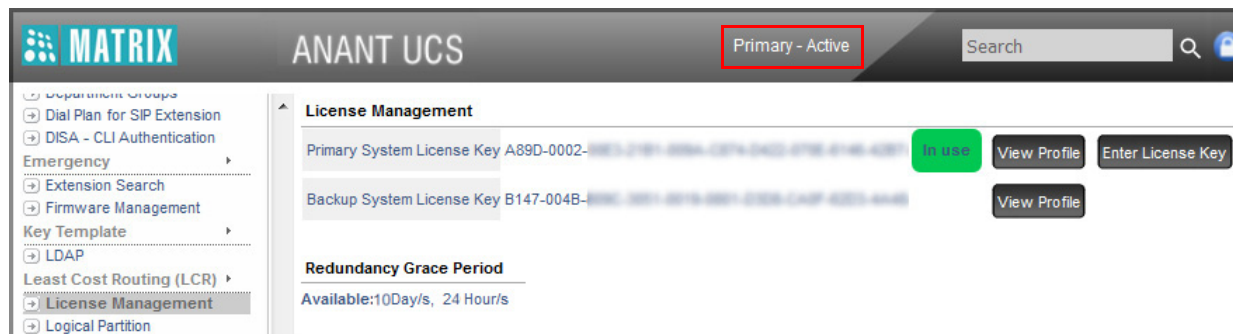 MATRIX ANANT UCS Primary - Active Search
Department Groups
Dial Plan for SIP Extension
DISA - CLI Authentication
Emergency
Extension Search
Firmware Management
Key Template
LDAP
Least Cost Routing (LCR)
License Management
Logical Partition
License Management
Primary System License Key A89D-0002- In use View Profile Enter License Key
Backup System License Key B147-004B- View Profile
Redundancy Grace Period
Available:10Day/s, 24 Hour/s